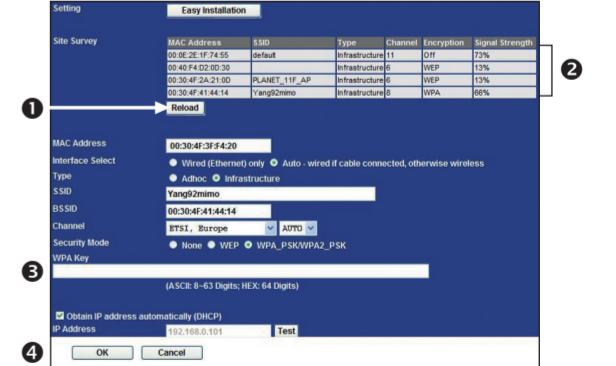 Setting Easy Installation
Site Survey MAC Address SSID Type Channel Encryption Signal Strength
00:0E:2E:1F:74:55 default Infrastructure 11 Off 73%
00:40:F4:D2:0D:30 Infrastructure 6 WEP 13%
00:30:4F:2A:21:0D PLANET_11F_AP Infrastructure 6 WEP 13%
00:30:4F:41:44:14 Yang92mimo Infrastructure 8 WPA 66%
2
1 Reload
MAC Address 00:30:4F:3F:F4:20
Interface Select Wired (Ethernet) only Auto - wired if cable connected, otherwise wireless
Type Adhoc Infrastructure
SSID Yang92mimo
BSSID 00:30:4F:41:44:14
Channel ETSI, Europe AUTO
Security Mode None WEP WPA_PSK/WPA2_PSK
WPA Key
3
(ASCII: 8~63 Digits; HEX: 64 Digits)
Obtain IP address automatically (DHCP)
IP Address 192.168.0.101 Test
4 OK Cancel